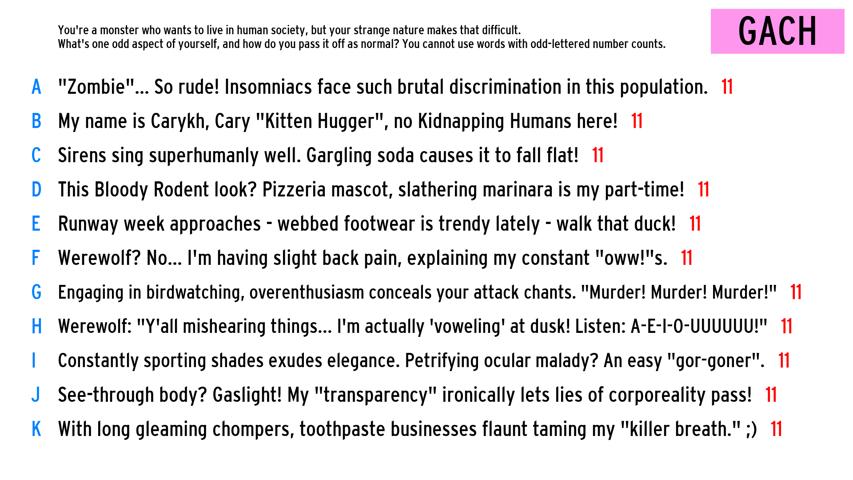 You're a monster who wants to live in human society, but your strange nature makes that difficult.
What's one odd aspect of yourself, and how do you pass it off as normal? You cannot use words with odd-lettered number counts.
GACH
A "Zombie"... So rude! Insomniacs face such brutal discrimination in this population. 11
B My name is Carykh, Cary "Kitten Hugger", no Kidnapping Humans here! 11
C Sirens sing superhumanly well. Gargling soda causes it to fall flat! 11
D This Bloody Rodent look? Pizzeria mascot, slathering marinara is my part-time! 11
E Runway week approaches - webbed footwear is trendy lately - walk that duck! 11
F Werewolf? No... I'm having slight back pain, explaining my constant "oww!"s. 11
G Engaging in birdwatching, overenthusiasm conceals your attack chants. "Murder! Murder! Murder!" 11
H Werewolf: "Y'all mishearing things... I'm actually 'voweling' at dusk! Listen: A-E-I-O-UUUUUU!" 11
I Constantly sporting shades exudes elegance. Petrifying ocular malady? An easy "gor-goner". 11
J See-through body? Gaslight! My "transparency" ironically lets lies of corporeality pass! 11
K With long gleaming chompers, toothpaste businesses flaunt taming my "killer breath." ;) 11